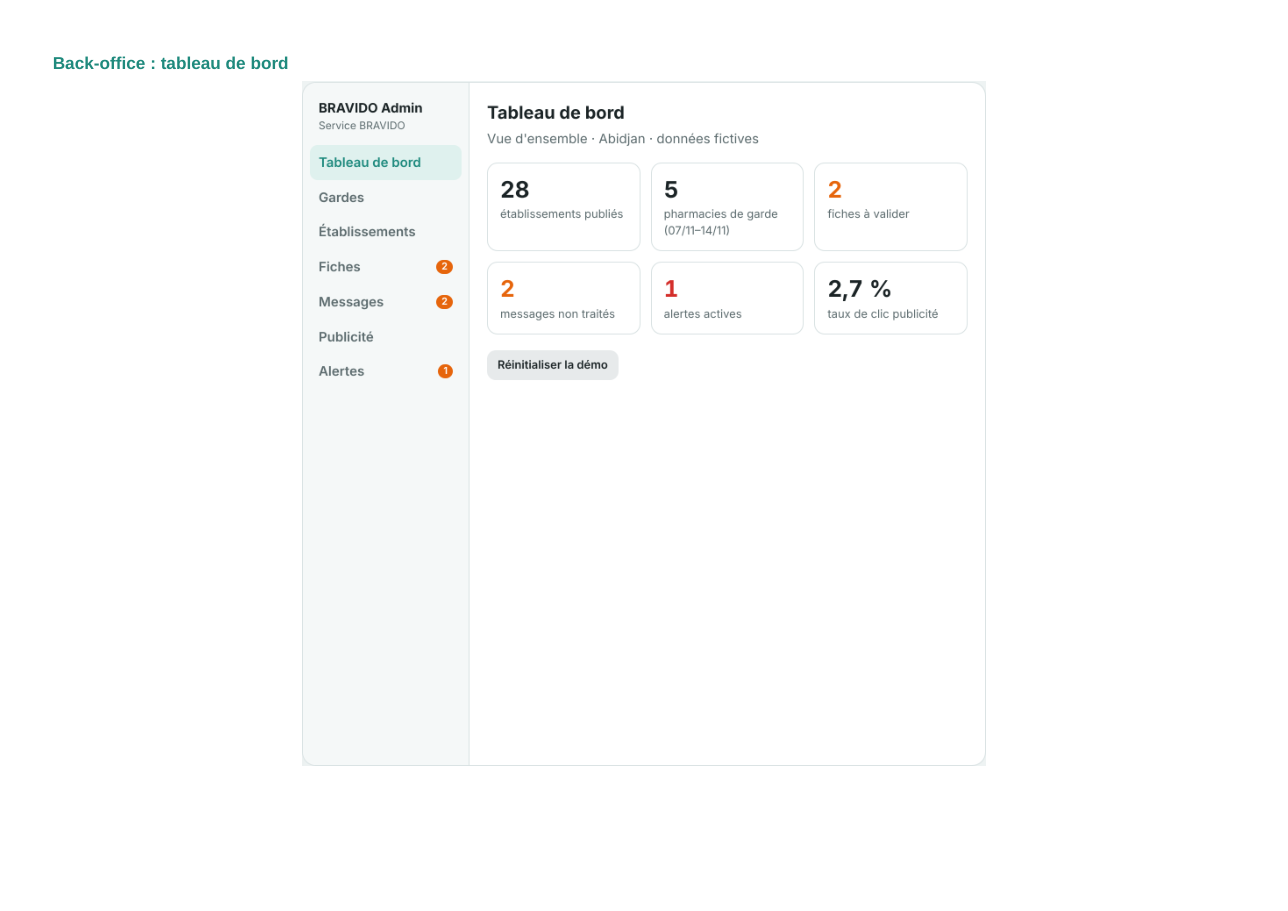 Back-office : tableau de bord
BRAVIDO Admin
Service BRAVIDO
Tableau de bord
Gardes
Établissements
Fiches 2
Messages 2
Publicité
Alertes 1
Tableau de bord
Vue d'ensemble · Abidjan · données fictives
28
établissements publiés
5
pharmacies de garde
(07/11–14/11)
2
fiches à valider
2
messages non traités
1
alertes actives
2,7 %
taux de clic publicité
Réinitialiser la démo